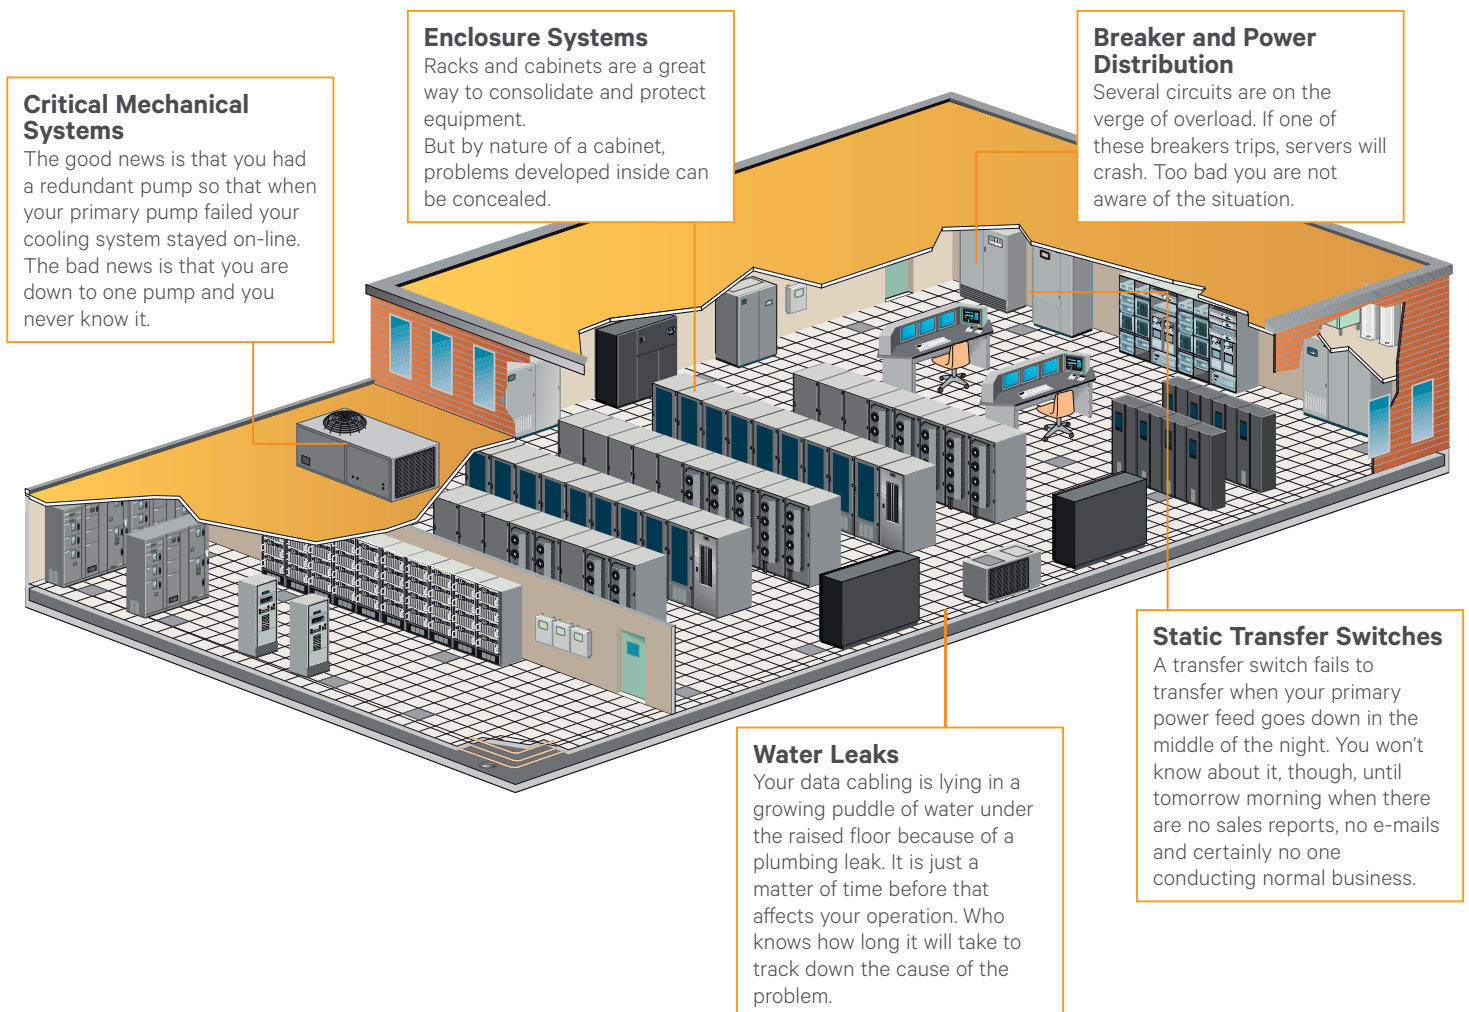 Enclosure Systems
Racks and cabinets are a great
way to consolidate and protect
equipment.
But by nature of a cabinet,
problems developed inside can
be concealed.
Breaker and Power
Distribution
Several circuits are on the
verge of overload. If one of
these breakers trips, servers will
crash. Too bad you are not
aware of the situation.
Critical Mechanical
Systems
The good news is that you had
a redundant pump so that when
your primary pump failed your
cooling system stayed on-line.
The bad news is that you are
down to one pump and you
never know it.
Static Transfer Switches
A transfer switch fails to
transfer when your primary
power feed goes down in the
middle of the night. You won’t
know about it, though, until
tomorrow morning when there
are no sales reports, no e-mails
and certainly no one
conducting normal business.
Water Leaks
Your data cabling is lying in a
growing puddle of water under
the raised floor because of a
plumbing leak. It is just a
matter of time before that
affects your operation. Who
knows how long it will take to
track down the cause of the
problem.